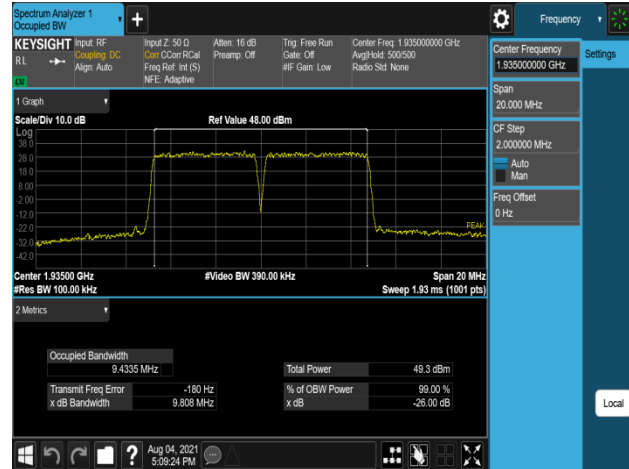 Spectrum Analyzer 1
Occupied BW
+
Frequency
KEYSIGHT
Input: RF
Coupling: DC
Align: Auto
Input Z: 50 Ω
Corr CCorr RCal
Freq Ref: Int (S)
NFE: Adaptive
Atten: 16 dB
Preamp: Off
Trig: Free Run
Gate: Off
#IF Gain: Low
Center Freq: 1.935000000 GHz
Avg|Hold: 500/500
Radio Std: None
RL
Center Frequency
1.935000000 GHz
Settings
Span
20.000 MHz
CF Step
2.000000 MHz
Auto
Man
Freq Offset
0 Hz
Local
1 Graph
Scale/Div 10.0 dB
Ref Value 48.00 dBm
Log
38.0
28.0
18.0
8.00
-2.00
-12.0
-22.0
-32.0
-42.0
PEAK
Center 1.93500 GHz
#Video BW 390.00 kHz
Span 20 MHz
#Res BW 100.00 kHz
Sweep 1.93 ms (1001 pts)
2 Metrics
Occupied Bandwidth
9.4335 MHz
Total Power
49.3 dBm
Transmit Freq Error
-180 Hz
% of OBW Power
99.00 %
x dB Bandwidth
9.808 MHz
x dB
-26.00 dB
?
Aug 04, 2021
5:09:24 PM